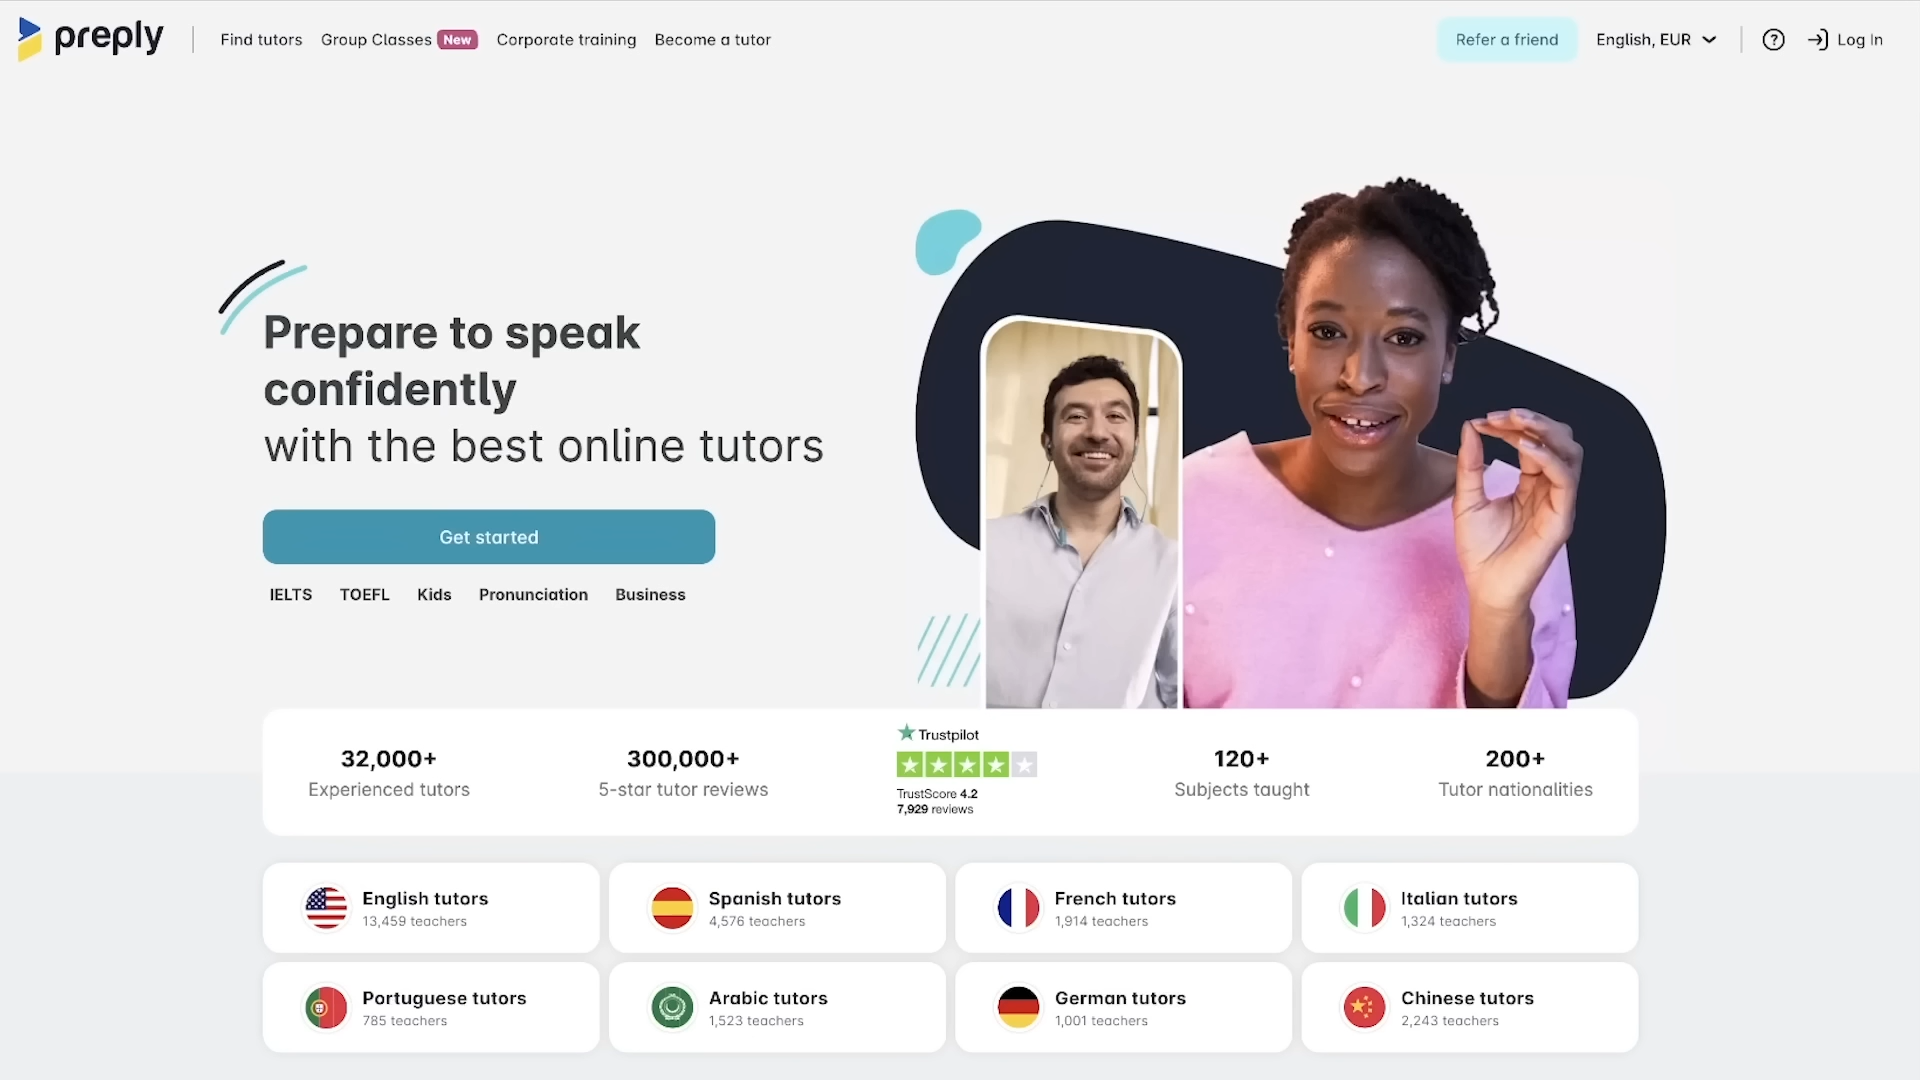 preply
Find tutors
Group Classes New
Corporate training
Become a tutor
Refer a friend
English, EUR
?
Log In
Prepare to speak
confidently
with the best online tutors
Get started
IELTS
TOEFL
Kids
Pronunciation
Business
32,000+
Experienced tutors
300,000+
5-star tutor reviews
Trustpilot
TrustScore 4.2
7,929 reviews
120+
Subjects taught
200+
Tutor nationalities
English tutors
13,459 teachers
Spanish tutors
4,576 teachers
French tutors
1,914 teachers
Italian tutors
1,324 teachers
Portuguese tutors
785 teachers
Arabic tutors
1,523 teachers
German tutors
1,001 teachers
Chinese tutors
2,243 teachers